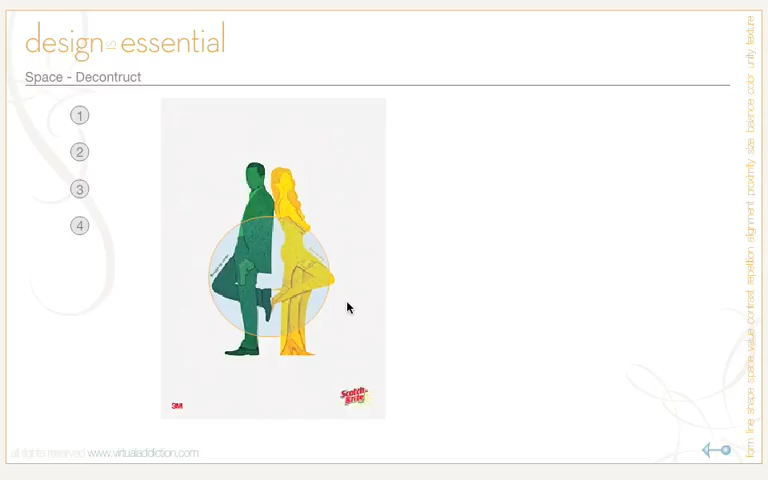 design is essential
Space - Decontruct
1
2
3
4
3M
Scotch-
Brite
all rights reserved www.virtualaddiction.com
form line shape space value contrast repetition alignment proximity size balance color unity texture